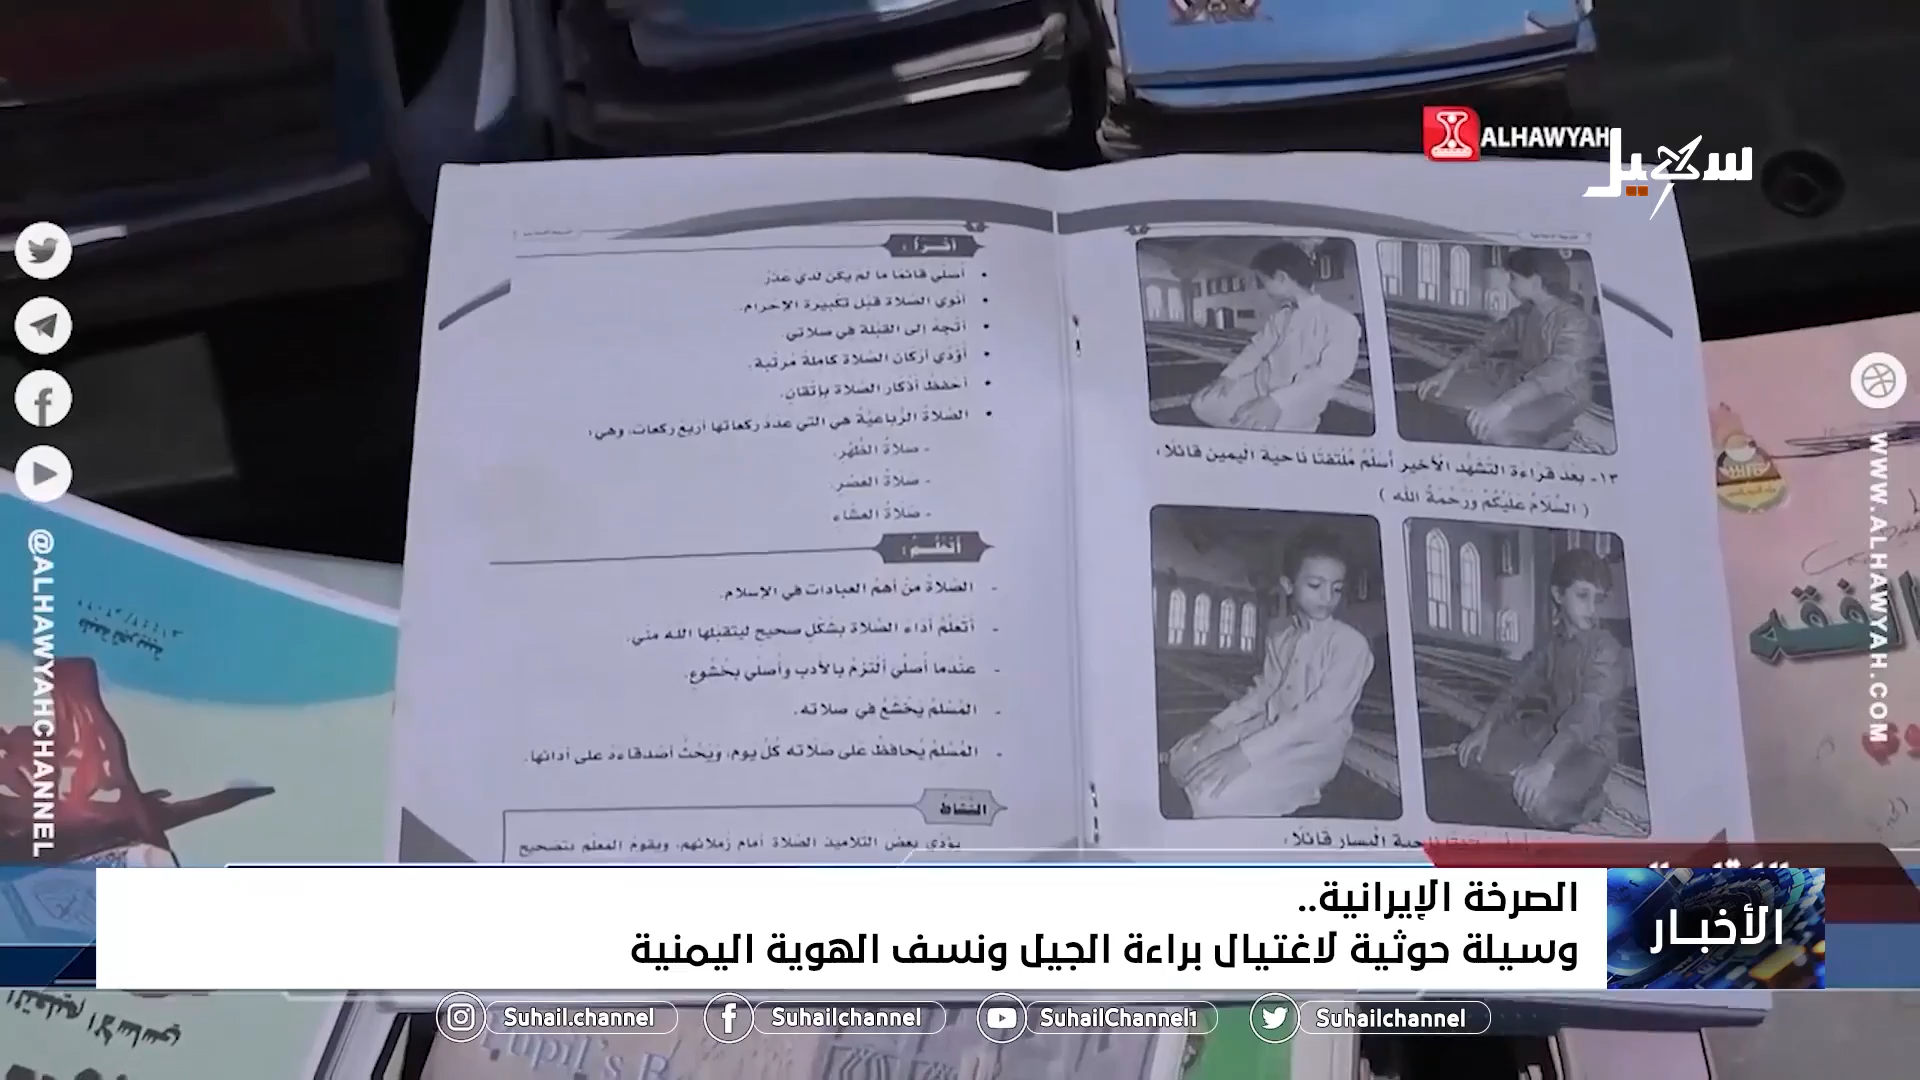 ALHAWYAH
سهيل
أقرأ:
• أصلي قائمًا ما لم يكن لدي عذر
• أنوي الصلاة قبل تكبيرة الإحرام.
• أتجه إلى القبلة في صلاتي.
• أؤدي أركان الصلاة كاملة مرتبة.
• أحفظ أذكار الصلاة بإتقان.
• الصلاة الرباعية هي التي عدد ركعاتها أربع ركعات، وهي:
- صلاة الظهر.
- صلاة العصر.
- صلاة العشاء
أتعلم:
- الصلاة من أهم العبادات في الإسلام.
- أتعلم أداء الصلاة بشكل صحيح ليتقبلها الله مني.
- عندما أصلي ألتزم بالأدب وأصلي بخشوع.
- المسلم يخشع في صلاته.
- المسلم يحافظ على صلاته كل يوم، ويحث أصدقاءه على أدائها.
النشاط
يؤدي بعض التلاميذ الصلاة أمام زملائهم، ويقوم المعلم بتصحيح
١٣- بعد قراءة التشهد الأخير أسلم ملتفتا ناحية اليمين قائلا:
( السلام عليكم ورحمة الله )
ناحية اليسار قائلا:
الفقه
التعليم الأساسي
Pupil's
@ALHAWYAHCHANNEL
WWW.ALHAWYAH.COM
الأخبار
الصرخة الإيرانية..
وسيلة حوثية لاغتيال براءة الجيل ونسف الهوية اليمنية
Suhail.channel
Suhailchannel
SuhailChannel1
Suhailchannel